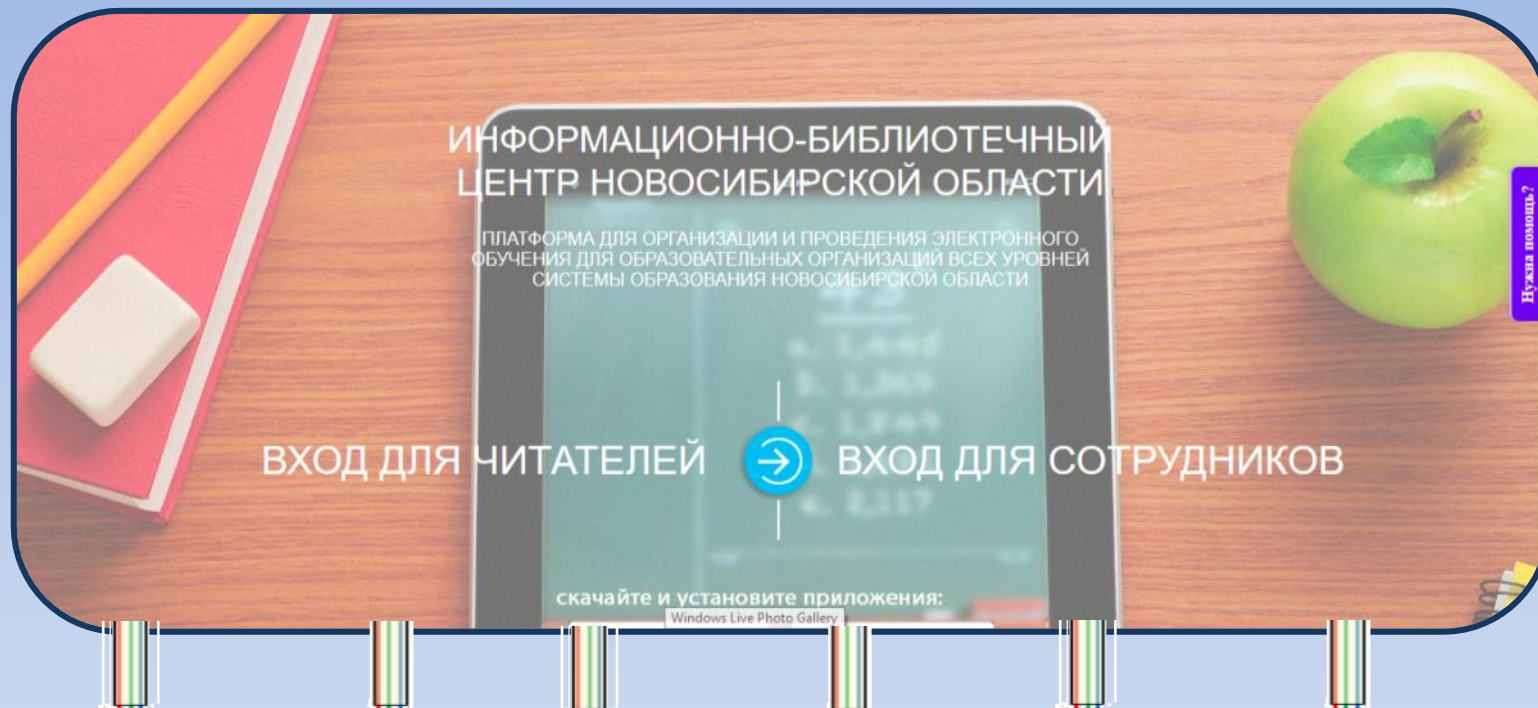 ИНФОРМАЦИОННО-БИБЛИОТЕЧНЫЙ
ЦЕНТР НОВОСИБИРСКОЙ ОБЛАСТИ
ПЛАТФОРМА ДЛЯ ОРГАНИЗАЦИИ И ПРОВЕДЕНИЯ ЭЛЕКТРОННОГО
ОБУЧЕНИЯ ДЛЯ ОБРАЗОВАТЕЛЬНЫХ ОРГАНИЗАЦИЙ ВСЕХ УРОВНЕЙ
СИСТЕМЫ ОБРАЗОВАНИЯ НОВОСИБИРСКОЙ ОБЛАСТИ
Нужна помощь?
ВХОД ДЛЯ ЧИТАТЕЛЕЙ
ВХОД ДЛЯ СОТРУДНИКОВ
скачайте и установите приложения:
Windows Live Photo Gallery